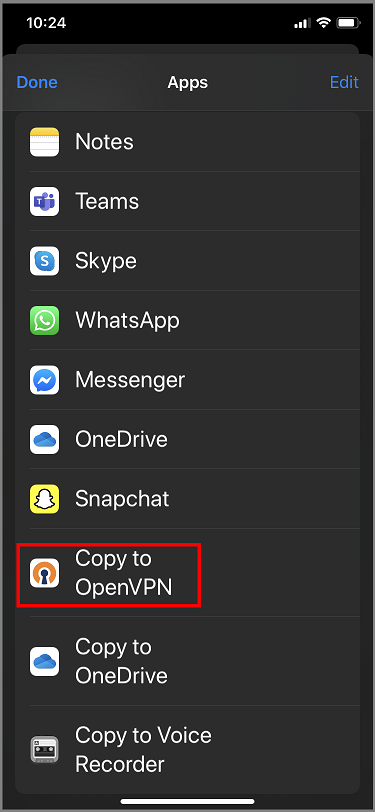 10:24
Done Apps Edit
Notes
Teams
Skype
WhatsApp
Messenger
OneDrive
Snapchat
Copy to
OpenVPN
Copy to
OneDrive
Copy to Voice
Recorder